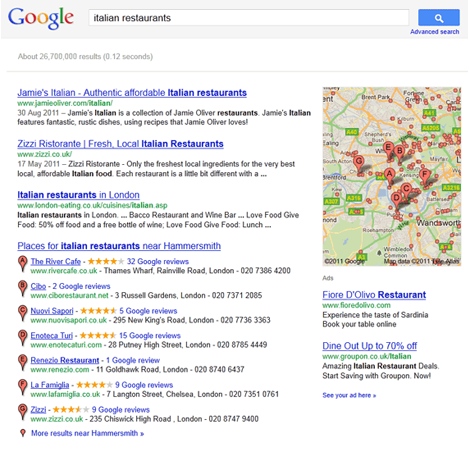 Google
italian restaurants
Advanced search
About 26,700,000 results (0.12 seconds)
Jamie's Italian - Authentic affordable Italian restaurants
www.jamieoliver.com/italian/
30 Aug 2011 – Jamie's Italian is a collection of Jamie Oliver restaurants. Jamie's Italian
features fantastic, rustic dishes, using recipes that Jamie Oliver loves!
Zizzi Ristorante | Fresh, Local Italian Restaurants
www.zizzi.co.uk/
17 May 2011 – Zizzi Ristorante - Only the freshest local ingredients for the very best
local, affordable Italian food. Each restaurant is a little bit different with a ...
Italian restaurants in London
www.london-eating.co.uk/cuisines/italian.asp
Italian restaurants in London. ... Bacco Restaurant and Wine Bar ... Love Food Give
Food: 50% off food and a free bottle of wine; Love Food Give Food: Lunch ...
Places for italian restaurants near Hammersmith
A The River Cafe - 32 Google reviews
www.rivercafe.co.uk - Thames Wharf, Rainville Road, London - 020 7386 4200
B Cibo - 2 Google reviews
www.ciborestaurant.net - 3 Russell Gardens, London - 020 7371 2085
C Nuovi Sapori - 5 Google reviews
www.nuovisapori.co.uk - 295 New King's Road, London - 020 7736 3363
D Enoteca Turi - 15 Google reviews
www.enotecaturi.com - 28 Putney High Street, London - 020 8785 4449
E Renezio Restaurant - 1 Google review
www.renezio.com - 11 Goldhawk Road, London - 020 8740 6437
F La Famiglia - 9 Google reviews
www.lafamiglia.co.uk - 7 Langton Street, Chelsea, London - 020 7351 0761
G Zizzi - 9 Google reviews
www.zizzi.co.uk - 235 Chiswick High Road , London - 020 8747 9400
More results near Hammersmith »
Brent Park
Kenti
A40
A219
E
B
G
A
F
D
C
Wandsworth
Wimbledon
Common
©2011 Google
Map data ©2011 Tele Atlas
Ads
Fiore D'Olivo Restaurant
www.fioredolivo.com
Experience the taste of Sardinia
Book your table online
Dine Out Up to 70% off
www.groupon.co.uk/Italian
Amazing Italian Restaurant Deals.
Start Saving with Groupon. Now!
See your ad here »